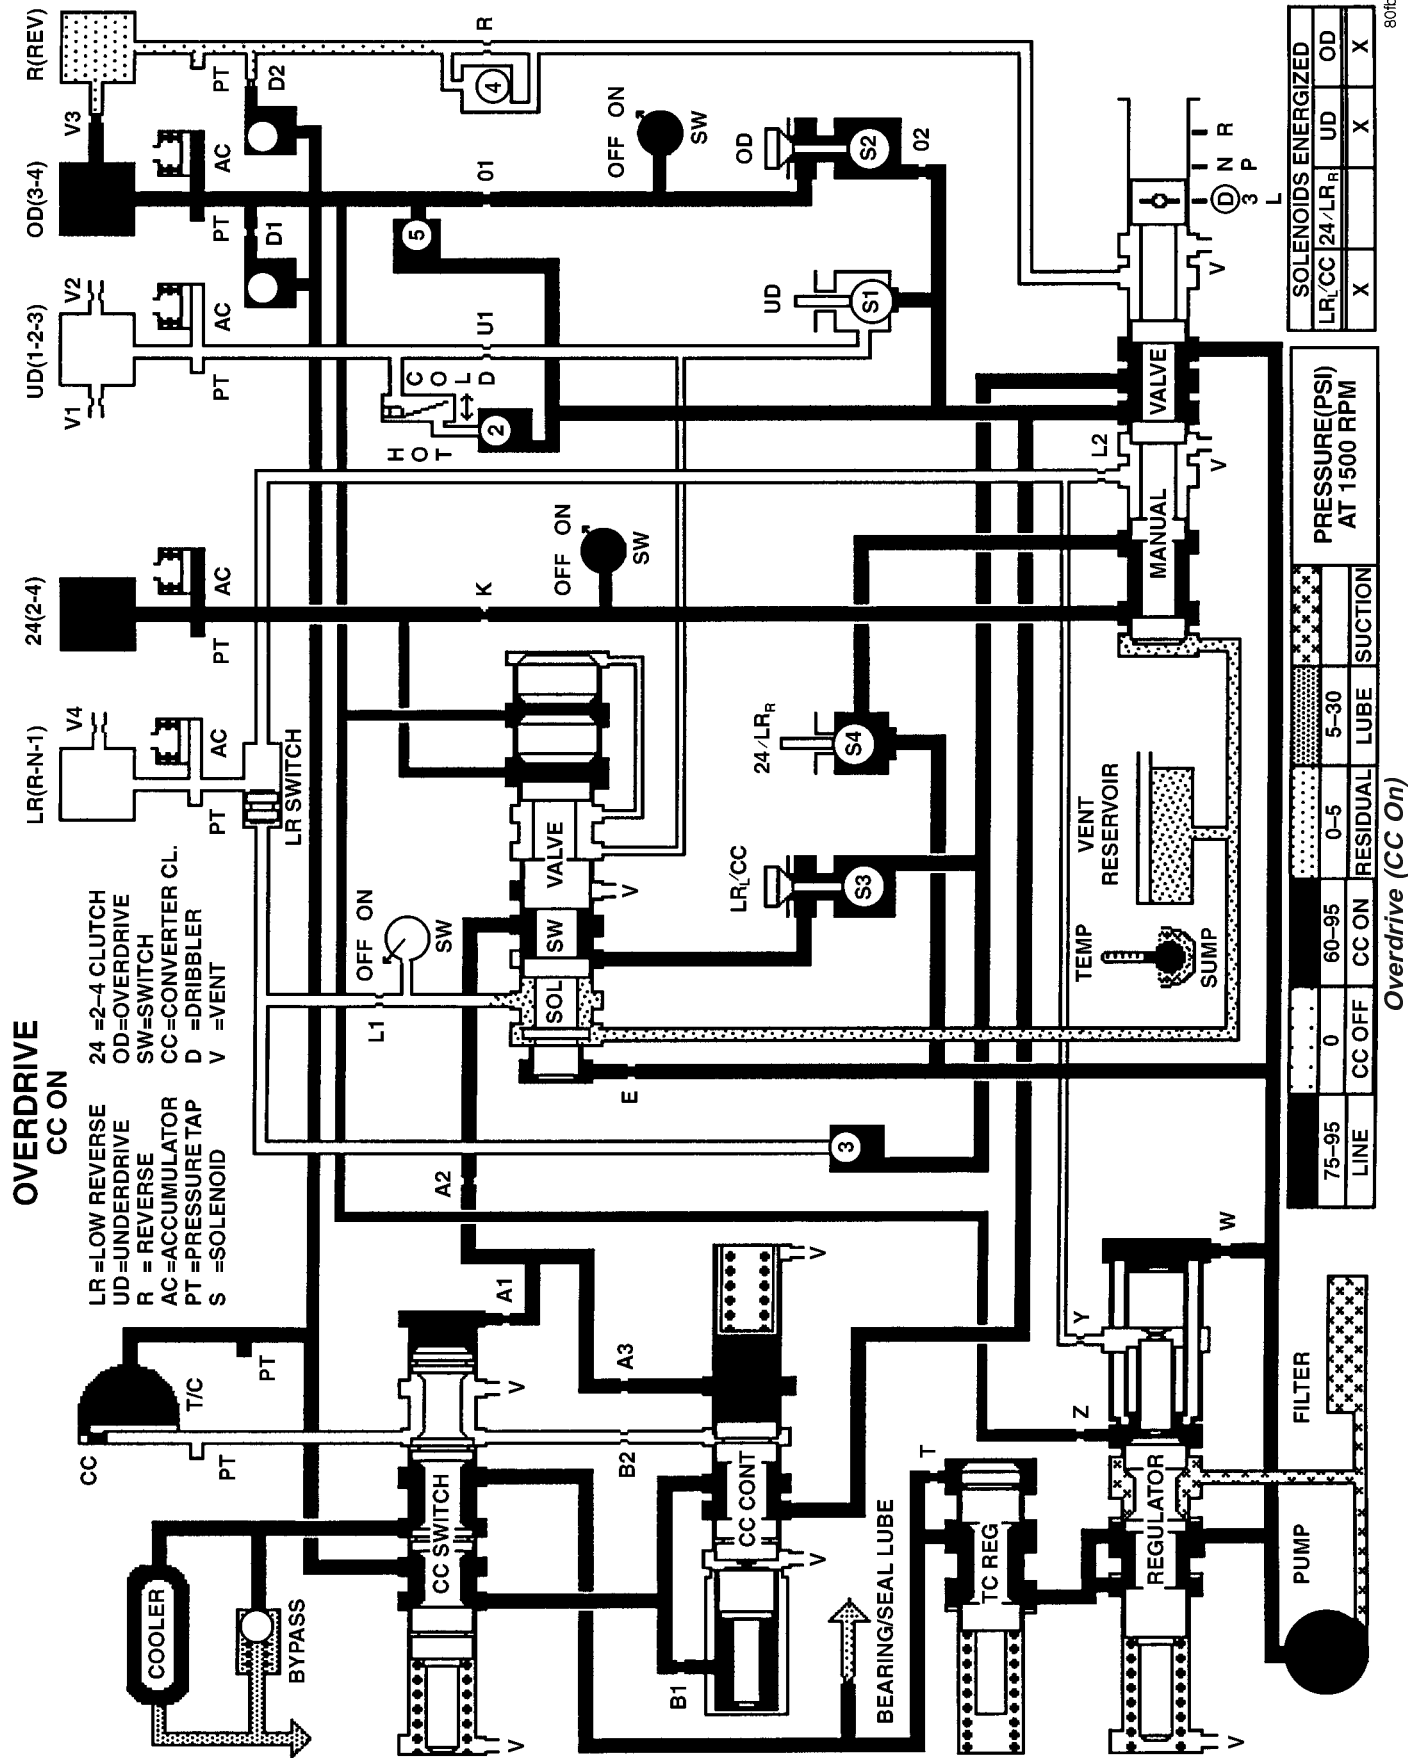 OVERDRIVE
CC ON
LR =LOW REVERSE
UD=UNDERDRIVE
R = REVERSE
AC =ACCUMULATOR
PT =PRESSURE TAP
S =SOLENOID
24 =2–4 CLUTCH
OD=OVERDRIVE
SW=SWITCH
CC =CONVERTER CL.
D =DRIBBLER
V =VENT
LR(R-N-1)
24(2-4)
UD(1-2-3)
OD(3-4)
R(REV)
V4
V1
V2
V3
PT
AC
PT
AC
PT
AC
PT
AC
PT
D1
D2
LR SWITCH
CC
T/C
PT
PT
COOLER
BYPASS
HOT
COLD
2
5
4
K
U1
01
R
L1
OFF ON
SW
OFF ON
SW
OFF ON
SW
A2
A1
A3
E
SOL SW VALVE
V
CC SWITCH
V
V
B2
B1
CC CONT
V
V
UD
S1
OD
S2
02
24/LRR
S4
LRL/CC
S3
3
BEARING/SEAL LUBE
T
TC REG
Z
Y
W
REGULATOR
V
TEMP
SUMP
VENT
RESERVOIR
L2
MANUAL VALVE
V
V
D N R
3 P
L
PUMP
FILTER
75–95
LINE
0
CC OFF
60–95
CC ON
0–5
RESIDUAL
5–30
LUBE
SUCTION
PRESSURE(PSI)
AT 1500 RPM
SOLENOIDS ENERGIZED
LRL/CC 24/LRR UD OD
X X X
Overdrive (CC On)